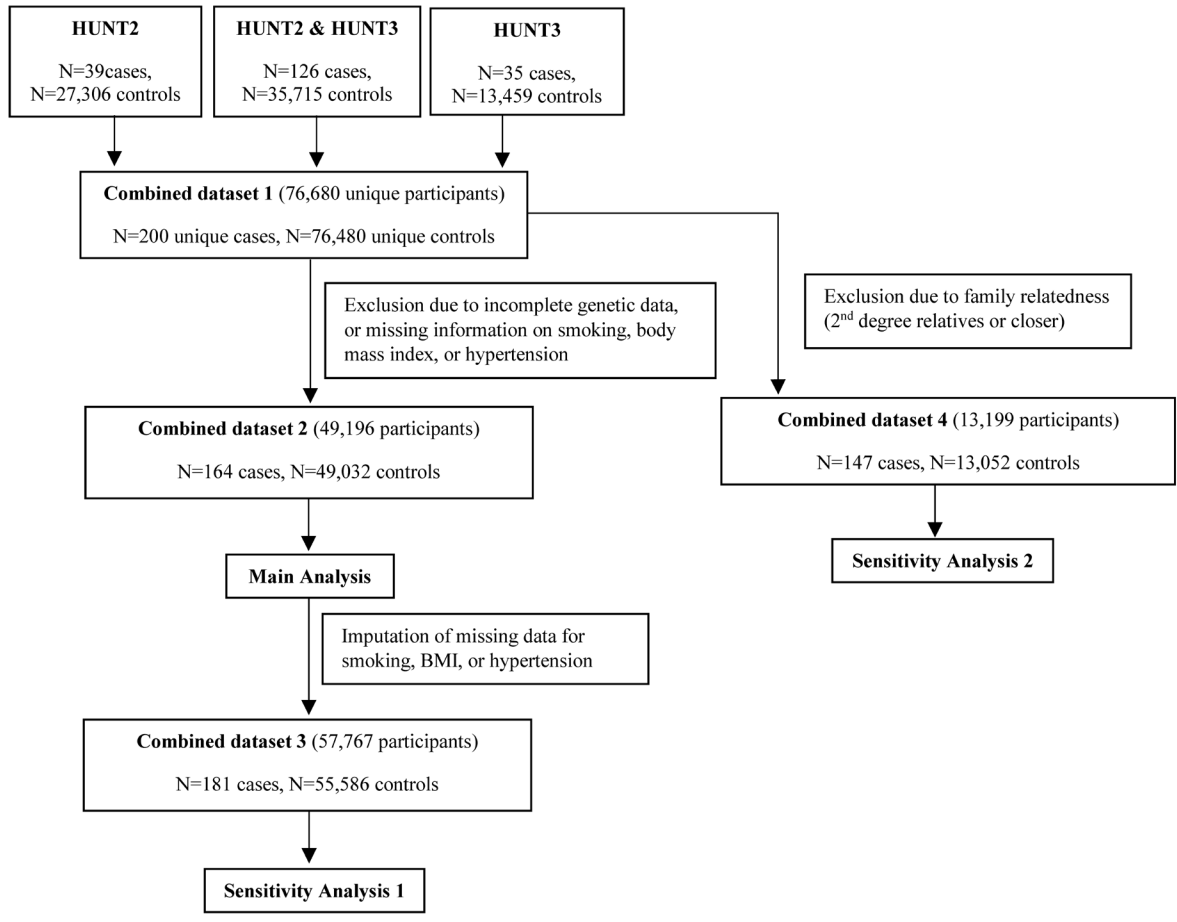 HUNT2
N=39cases,
N=27,306 controls
HUNT2 & HUNT3
N=126 cases,
N=35,715 controls
HUNT3
N=35 cases,
N=13,459 controls
Combined dataset 1 (76,680 unique participants)
N=200 unique cases, N=76,480 unique controls
Exclusion due to incomplete genetic data,
or missing information on smoking, body
mass index, or hypertension
Exclusion due to family relatedness
(2nd degree relatives or closer)
Combined dataset 2 (49,196 participants)
N=164 cases, N=49,032 controls
Combined dataset 4 (13,199 participants)
N=147 cases, N=13,052 controls
Main Analysis
Sensitivity Analysis 2
Imputation of missing data for
smoking, BMI, or hypertension
Combined dataset 3 (57,767 participants)
N=181 cases, N=55,586 controls
Sensitivity Analysis 1